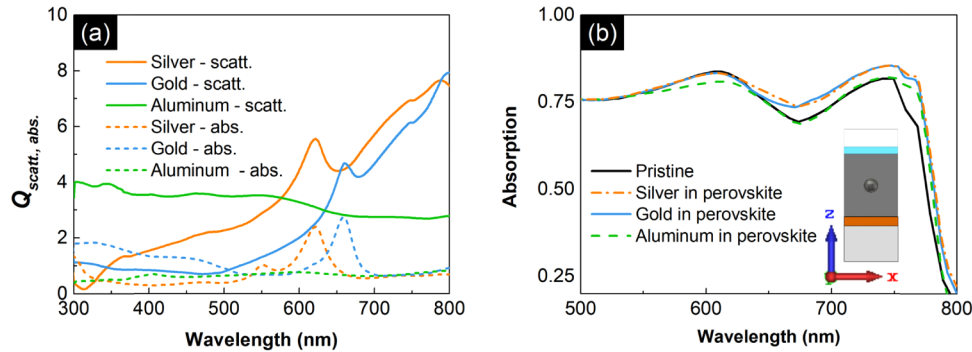 (a)
10
8
6
4
2
0
Q scatt., abs.
Silver - scatt.
Gold - scatt.
Aluminum - scatt.
Silver - abs.
Gold - abs.
Aluminum - abs.
300 400 500 600 700 800
Wavelength (nm)
(b)
1.00
0.75
0.50
0.25
Absorption
Pristine
Silver in perovskite
Gold in perovskite
Aluminum in perovskite
z
x
500 600 700 800
Wavelength (nm)